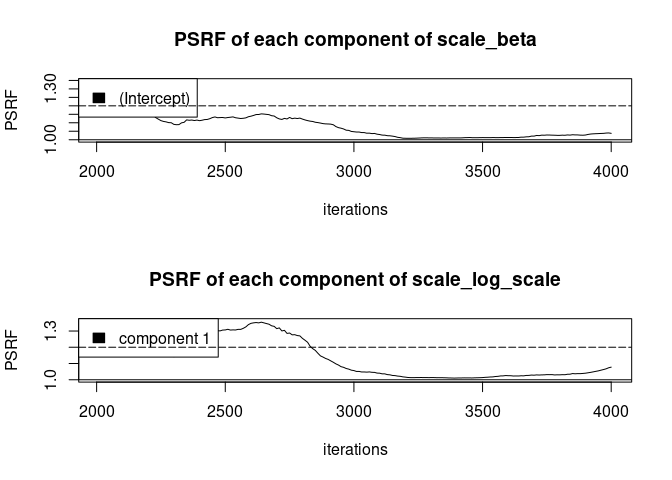 PSRF of each component of scale_beta
PSRF
1.30
1.00
(Intercept)
2000 2500 3000 3500 4000
iterations
PSRF of each component of scale_log_scale
PSRF
1.3
1.0
component 1
2000 2500 3000 3500 4000
iterations